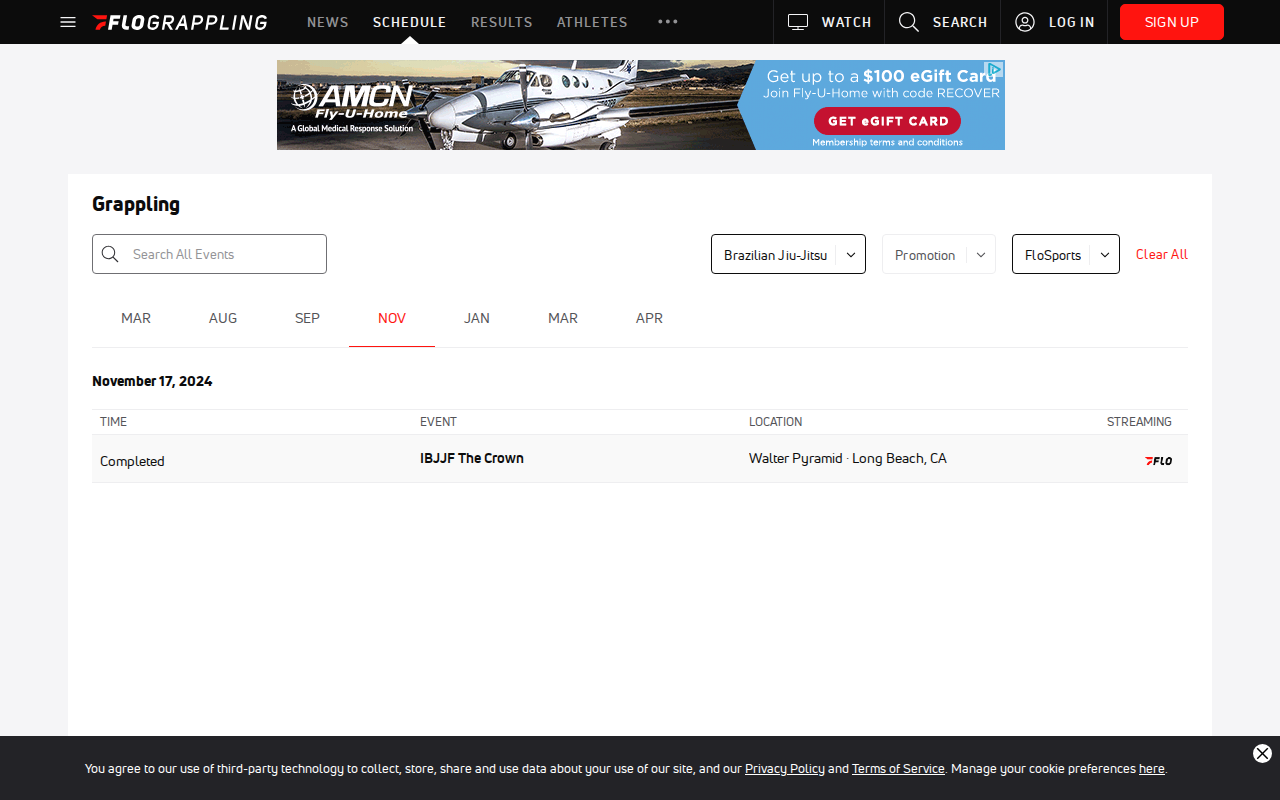 FLOGRAPPLING NEWS SCHEDULE RESULTS ATHLETES WATCH SEARCH LOG IN SIGN UP
AMCN
Fly-U-Home
A Global Medical Response Solution
Get up to a $100 eGift Card
Join Fly-U-Home with code RECOVER
GET eGIFT CARD
Membership terms and conditions
Grappling
Search All Events Brazilian Jiu-Jitsu Promotion FloSports Clear All
MAR AUG SEP NOV JAN MAR APR
November 17, 2024
TIME EVENT LOCATION STREAMING
Completed IBJJF The Crown Walter Pyramid · Long Beach, CA FLO
You agree to our use of third-party technology to collect, store, share and use data about your use of our site, and our Privacy Policy and Terms of Service. Manage your cookie preferences here.